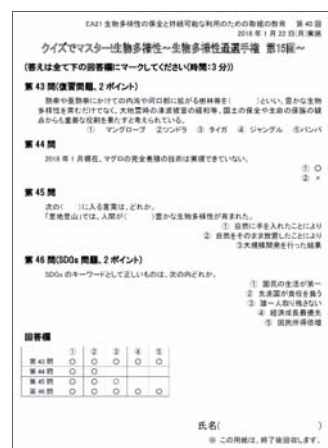 EA21 生物多様性の保全と持続可能な利用のための取組の教育 第40回
2018年1月22日(月)実施
クイズでマスター!生物多様性~生物多様性道選手権 第15回~
(答えは全て下の回答欄にマークしてください(時間:3分))
第43問(復習問題、2ポイント)
熱帯や亜熱帯にかけての内湾や河口部に拡がる樹林帯を( )といい、豊かな生物
多様性を育むだけでなく、大地震時の津波被害の緩和等、国土の保全や生命の保護の観
点からも重要な役割を果たすと考えられている。
① マングローブ ②ツンドラ ③ タイガ ④ ジャングル ⑤パンパ
第44問
2018年1月現在、マグロの完全養殖の技術は実現できていない。
① ○
② ×
第45問
次の( )に入る言葉は、どれか。
「里地里山」では、人間が( )豊かな生物多様性が育まれた。
① 自然に手を入れたことにより
② 自然をそのまま放置したことにより
③大規模開発を行った結果
第46問(SDGs問題、2ポイント)
SDGsのキーワードとして正しいものは、次の内どれか。
① 国民の生活が第一
② 先進国が責任を負う
③ 誰一人取り残さない
④ 経済成長最優先
⑤ 国民所得倍増
回答欄
① ② ③ ④ ⑤
第43問 ○ ○ ○ ○ ○
第44問 ○ ○
第45問 ○ ○ ○
第46問 ○ ○ ○ ○ ○
氏名( )
※ この用紙は、終了後回収します。